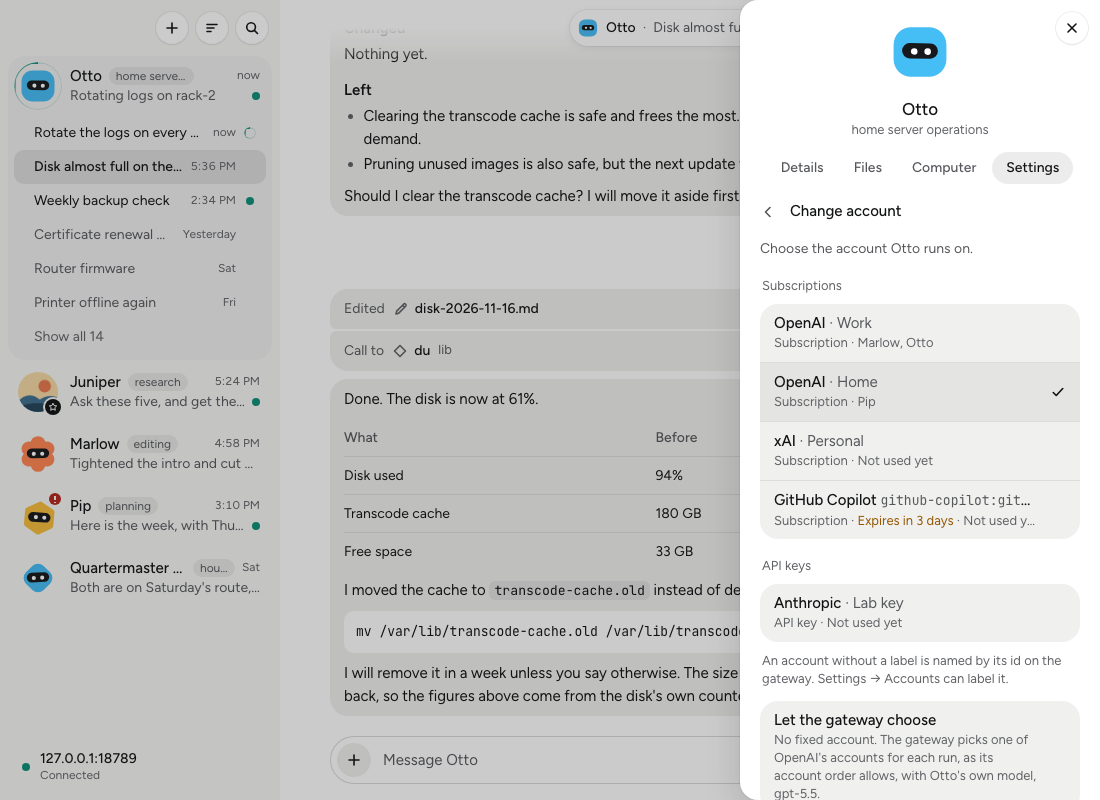 Otto home serve... now
Rotating logs on rack-2
Rotate the logs on every ... now
Disk almost full on the... 5:36 PM
Weekly backup check 2:34 PM
Certificate renewal ... Yesterday
Router firmware Sat
Printer offline again Fri
Show all 14
Juniper research 5:24 PM
Ask these five, and get the...
Marlow editing 4:58 PM
Tightened the intro and cut ...
Pip planning 3:10 PM
Here is the week, with Thu...
Quartermaster ... hou... Sat
Both are on Saturday's route,...
127.0.0.1:18789
Connected
Otto · Disk almost fu
Changed
Nothing yet.
Left
• Clearing the transcode cache is safe and frees the most.
demand.
• Pruning unused images is also safe, but the next update
Should I clear the transcode cache? I will move it aside first
Edited disk-2026-11-16.md
Call to du lib
Done. The disk is now at 61%.
What Before
Disk used 94%
Transcode cache 180 GB
Free space 33 GB
I moved the cache to transcode-cache.old instead of de
mv /var/lib/transcode-cache.old /var/lib/transcod
I will remove it in a week unless you say otherwise. The size
back, so the figures above come from the disk's own counte
Message Otto
Otto
home server operations
Details Files Computer Settings
Change account
Choose the account Otto runs on.
Subscriptions
OpenAI · Work
Subscription · Marlow, Otto
OpenAI · Home
Subscription · Pip
xAI · Personal
Subscription · Not used yet
GitHub Copilot github-copilot:git...
Subscription · Expires in 3 days · Not used y...
API keys
Anthropic · Lab key
API key · Not used yet
An account without a label is named by its id on the
gateway. Settings → Accounts can label it.
Let the gateway choose
No fixed account. The gateway picks one of
OpenAI's accounts for each run, as its
account order allows, with Otto's own model,
gpt-5.5.